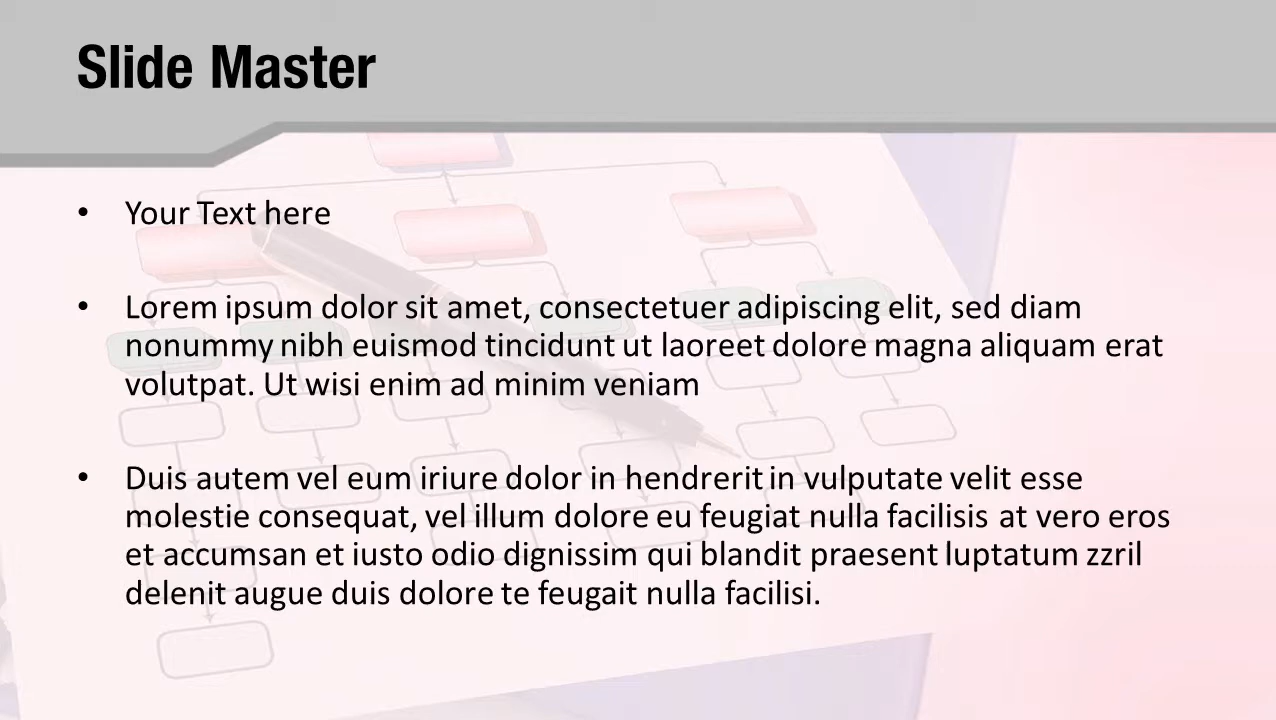 Slide Master
• Your Text here
• Lorem ipsum dolor sit amet, consectetuer adipiscing elit, sed diam
nonummy nibh euismod tincidunt ut laoreet dolore magna aliquam erat
volutpat. Ut wisi enim ad minim veniam
• Duis autem vel eum iriure dolor in hendrerit in vulputate velit esse
molestie consequat, vel illum dolore eu feugiat nulla facilisis at vero eros
et accumsan et iusto odio dignissim qui blandit praesent luptatum zzril
delenit augue duis dolore te feugait nulla facilisi.